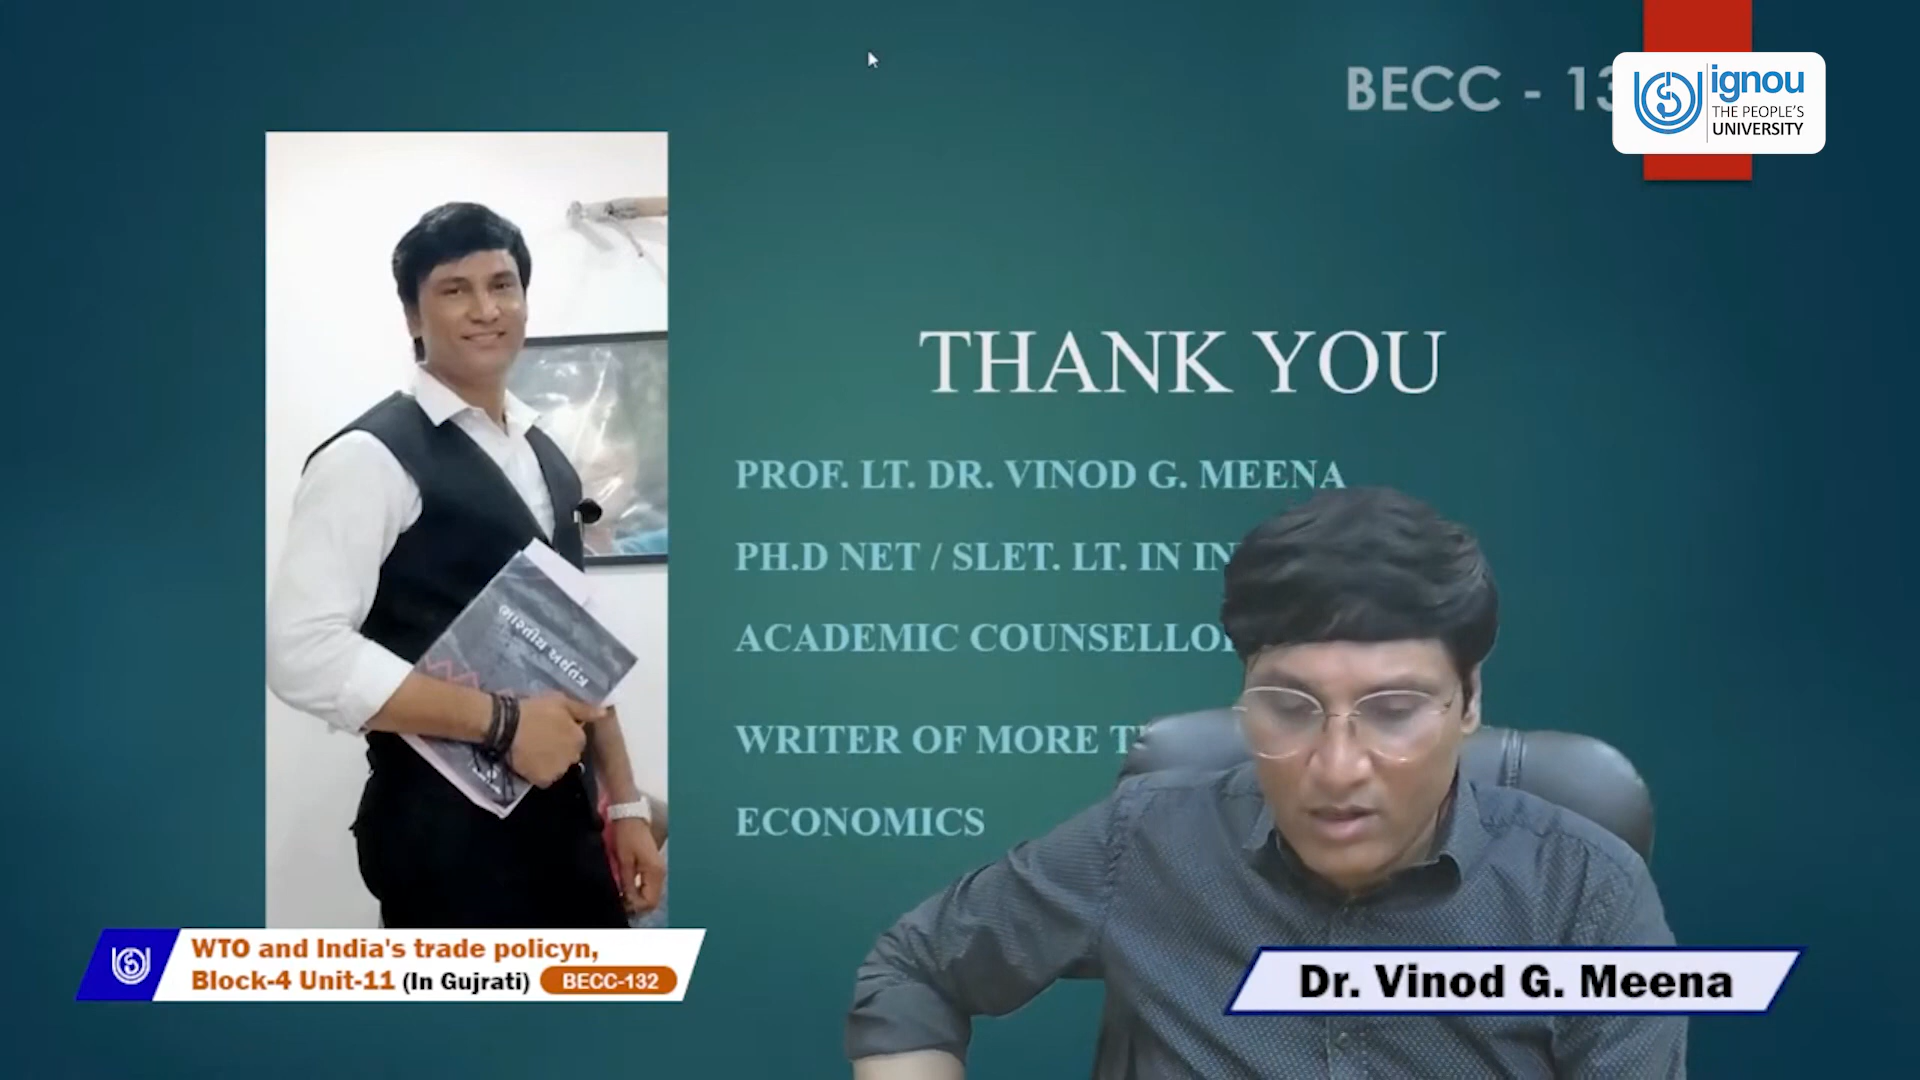 BECC - 13
ignou
THE PEOPLE'S
UNIVERSITY
THANK YOU
PROF. LT. DR. VINOD G. MEENA
PH.D NET / SLET. LT. IN IN
ACADEMIC COUNSELLO
WRITER OF MORE T
ECONOMICS
WTO and India's trade policyn,
Block-4 Unit-11 (In Gujrati) BECC-132
Dr. Vinod G. Meena